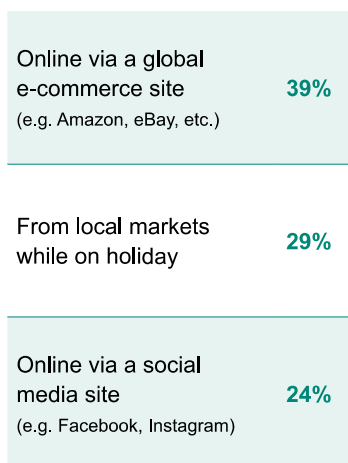 Online via a global
e-commerce site
39%
(e.g. Amazon, eBay, etc.)
From local markets
while on holiday
29%
Online via a social
media site
24%
(e.g. Facebook, Instagram)